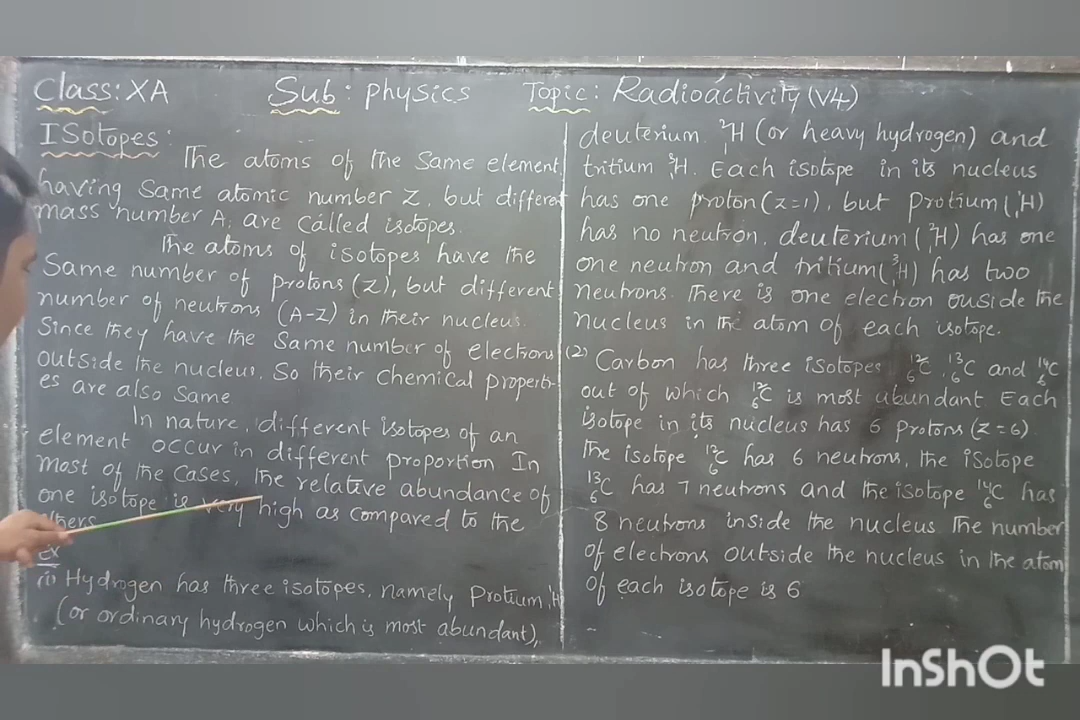 Class: XA Sub: Physics Topic: Radioactivity (V4)
Isotopes:
The atoms of the same element
having same atomic number Z, but different
mass number A, are called isotopes.
The atoms of isotopes have the
same number of protons (Z), but different
number of neutrons (A-Z) in their nucleus.
Since they have the same number of electrons
outside the nucleus. So their chemical properti-
es are also same
In nature, different isotopes of an
element occur in different proportion In
most of the cases, the relative abundance of
one isotope is very high as compared to the
others
Ex
(1) Hydrogen has three isotopes, namely Protium ¹₁H
(or ordinary hydrogen which is most abundant),
deuterium ²₁H (or heavy hydrogen) and
tritium ³₁H. Each isotope in its nucleus
has one proton (z=1), but Protium (¹₁H)
has no neutron, deuterium (²₁H) has one
one neutron and tritium (³₁H) has two
neutrons. There is one electron ouside the
nucleus in the atom of each isotope.
(2) Carbon has three isotopes ¹²₆C, ¹³₆C and ¹⁴₆C
out of which ¹²₆C is most abundant Each
isotope in its nucleus has 6 protons (Z=6).
the isotope ¹²₆C has 6 neutrons, the isotope
¹³₆C has 7 neutrons and the isotope ¹⁴₆C has
8 neutrons inside the nucleus The number
of electrons outside the nucleus in the atom
of each isotope is 6
InShOt